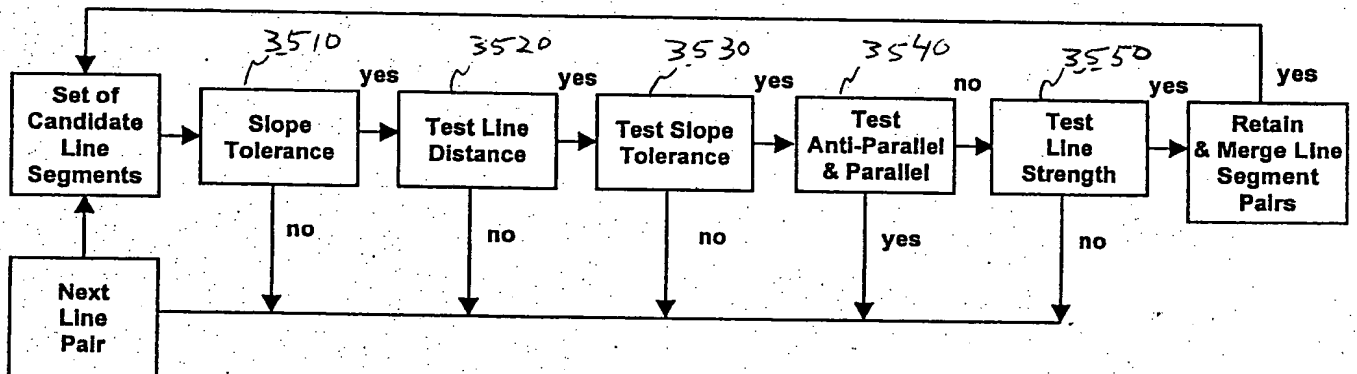 3510
3520
3530
3540
3550
yes
yes
yes
no
yes
yes
Set of
Candidate
Line
Segments
Slope
Tolerance
Test Line
Distance
Test Slope
Tolerance
Test
Anti-Parallel
& Parallel
Test
Line
Strength
Retain
& Merge Line
Segment
Pairs
no
no
no
yes
no
Next
Line
Pair